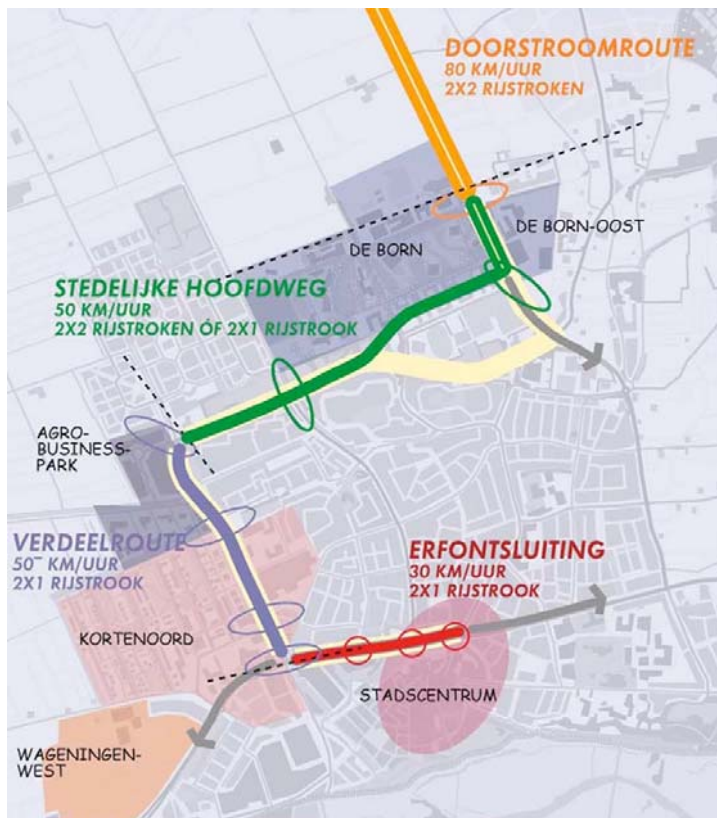 DOORSTROOMROUTE
80 KM/UUR
2X2 RIJSTROKEN
DE BORN-OOST
DE BORN
STEDELIJKE HOOFDWEG
50 KM/UUR
2X2 RIJSTROKEN ÓF 2X1 RIJSTROOK
AGRO-
BUSINESS-
PARK
VERDEELROUTE
50 KM/UUR
2X1 RIJSTROOK
ERFONTSLUITING
30 KM/UUR
2X1 RIJSTROOK
KORTENOORD
STADSCENTRUM
WAGENINGEN-
WEST